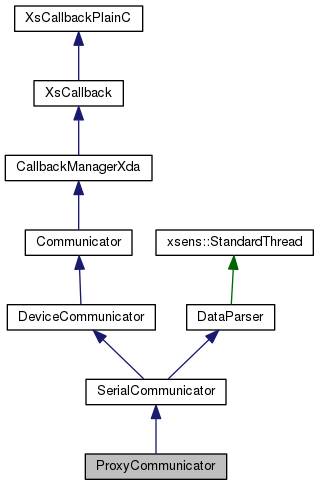 XsCallbackPlainC
XsCallback
CallbackManagerXda
Communicator
xsens::StandardThread
DeviceCommunicator
DataParser
SerialCommunicator
ProxyCommunicator